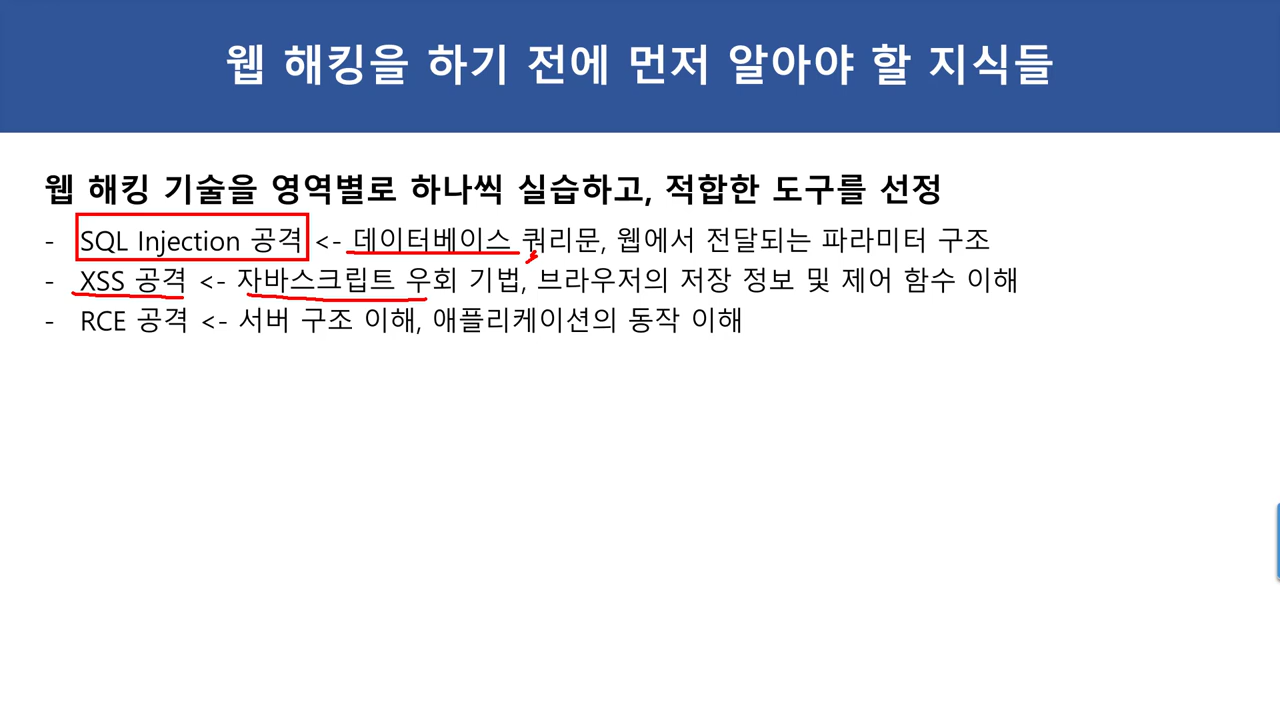 웹 해킹을 하기 전에 먼저 알아야 할 지식들
웹 해킹 기술을 영역별로 하나씩 실습하고, 적합한 도구를 선정
- SQL Injection 공격 <- 데이터베이스 쿼리문, 웹에서 전달되는 파라미터 구조
- XSS 공격 <- 자바스크립트 우회 기법, 브라우저의 저장 정보 및 제어 함수 이해
- RCE 공격 <- 서버 구조 이해, 애플리케이션의 동작 이해